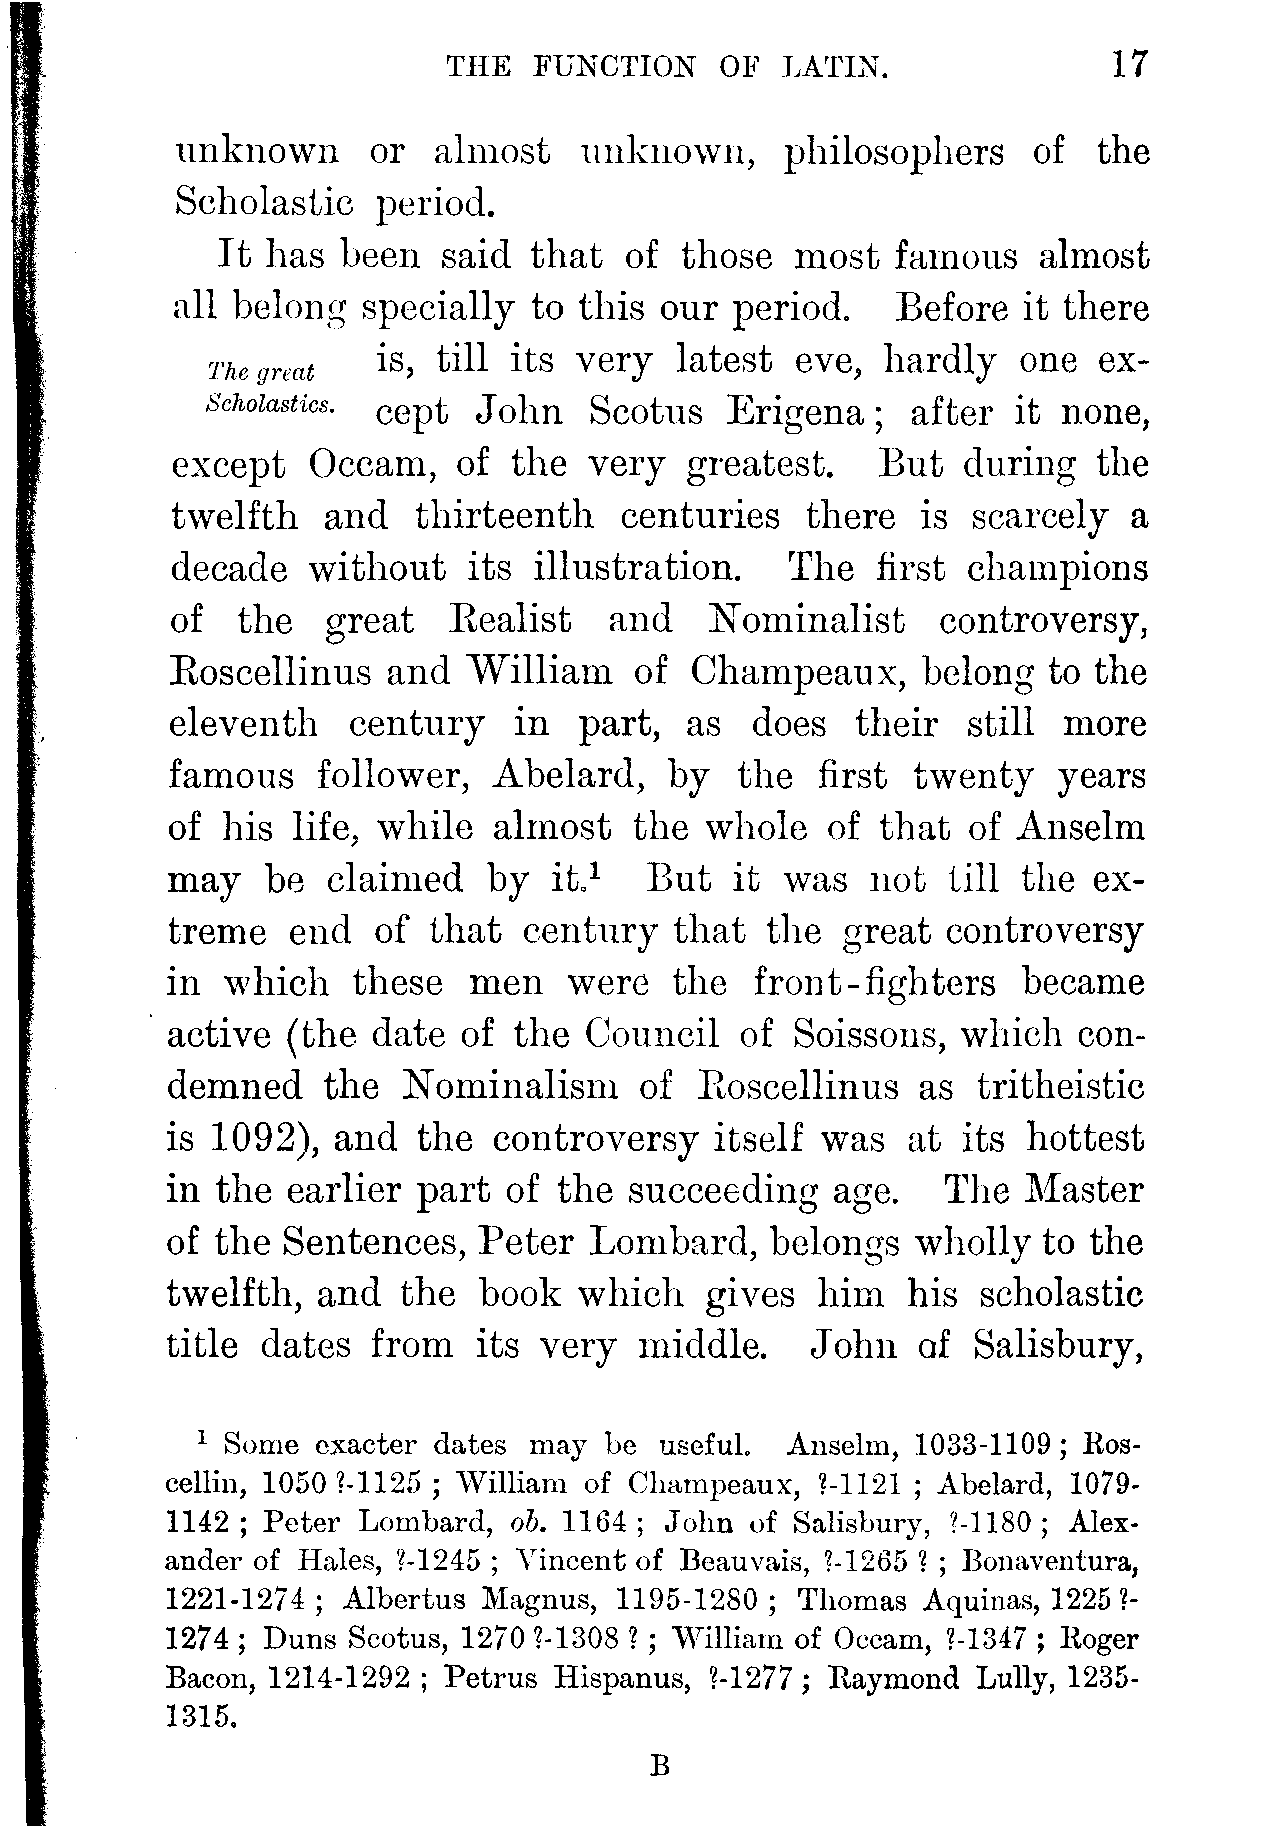 THE FUNCTION OF LATIN. 17
unknown or almost unknown, philosophers of the
Scholastic period.
It has been said that of those most famous almost
all belong specially to this our period. Before it there
The great
Scholastics.
is, till its very latest eve, hardly one ex-
cept John Scotus Erigena; after it none,
except Occam, of the very greatest. But during the
twelfth and thirteenth centuries there is scarcely a
decade without its illustration. The first champions
of the great Realist and Nominalist controversy,
Roscellinus and William of Champeaux, belong to the
eleventh century in part, as does their still more
famous follower, Abelard, by the first twenty years
of his life, while almost the whole of that of Anselm
may be claimed by it.¹ But it was not till the ex-
treme end of that century that the great controversy
in which these men were the front-fighters became
active (the date of the Council of Soissons, which con-
demned the Nominalism of Roscellinus as tritheistic
is 1092), and the controversy itself was at its hottest
in the earlier part of the succeeding age. The Master
of the Sentences, Peter Lombard, belongs wholly to the
twelfth, and the book which gives him his scholastic
title dates from its very middle. John of Salisbury,
¹ Some exacter dates may be useful. Anselm, 1033-1109; Ros-
cellin, 1050?-1125; William of Champeaux, ?-1121; Abelard, 1079-
1142; Peter Lombard, ob. 1164; John of Salisbury, ?-1180; Alex-
ander of Hales, ?-1245; Vincent of Beauvais, ?-1265?; Bonaventura,
1221-1274; Albertus Magnus, 1195-1280; Thomas Aquinas, 1225?-
1274; Duns Scotus, 1270?-1308?; William of Occam, ?-1347; Roger
Bacon, 1214-1292; Petrus Hispanus, ?-1277; Raymond Lully, 1235-
1315.
B